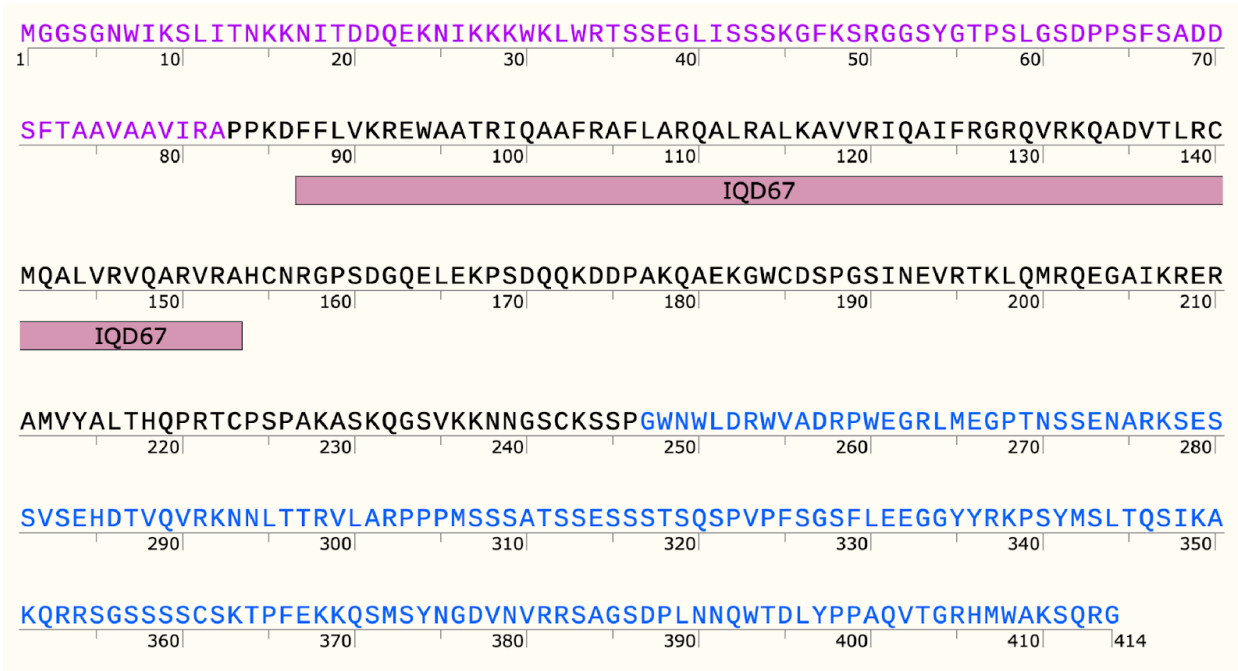 MGGSGNWIKSLITNKKNITDDQEKNIKKKWKLWRTSSEGLISSSKGFKSRGGSYGTPSLGSDPPSFSADD
1 10 20 30 40 50 60 70
SFTAAVAAVIRAPPKDFFLVKREWAATRIQAAFRAFLARQALRALKAVVRIQAIFRGRQVRKQADVTLRC
80 90 100 110 120 130 140
IQD67
MQALVRVQARVRAHCNRGPSDGQELEKPSDQQKDDPAKQAEKGWCDSPGSINEVRTKLQMRQEGAIKRER
150 160 170 180 190 200 210
IQD67
AMVYALTHQPRTCPSPAKASKQGSVKKNNGSCKSSPGWNWLDRWVADRPWEGRLMEGPTNSSENARKSES
220 230 240 250 260 270 280
SVSEHDTVQVRKNNLTTRVLARPPPMSSSATSSESSSTSQSPVPFSGSFLEEGGYYRKPSYMSLTQSIKA
290 300 310 320 330 340 350
KQRRSGSSSSCSKTPFEKKQSMSYNGDVNVRRSAGSDPLNNQWTDLYPPAQVTGRHMWAKSQRG
360 370 380 390 400 410 414